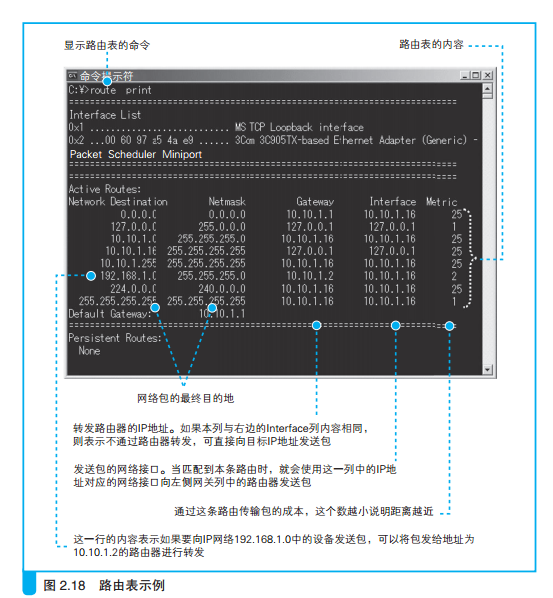 显示路由表的命令
路由表的内容
命令提示符
C:¥>route print
Interface List
0x1 ........................... MS TCP Loopback interface
0x2 ...00 60 97 z5 4a e9 ...... 3Com 3C905TX-based Ethernet Adapter (Generic) -
Packet Scheduler Miniport
Active Routes:
Network Destination Netmask Gateway Interface Metric
0.0.0.0 0.0.0.0 10.10.1.1 10.10.1.16 25
127.0.0.0 255.0.0.0 127.0.0.1 127.0.0.1 1
10.10.1.0 255.255.255.0 10.10.1.16 10.10.1.16 25
10.10.1.16 255.255.255.255 127.0.0.1 127.0.0.1 25
10.10.1.255 255.255.255.255 10.10.1.16 10.10.1.16 25
192.168.1.0 255.255.255.0 10.10.1.2 10.10.1.16 2
224.0.0.0 240.0.0.0 10.10.1.16 10.10.1.16 25
255.255.255.255 255.255.255.255 10.10.1.16 10.10.1.16 1
Default Gateway: 10.10.1.1
Persistent Routes:
None
网络包的最终目的地
转发路由器的IP地址。如果本列与右边的Interface列内容相同,
则表示不通过路由器转发，可直接向目标IP地址发送包
发送包的网络接口。当匹配到本条路由时，就会使用这一列中的IP地
址对应的网络接口向左侧网关列中的路由器发送包
通过这条路由传输包的成本，这个数越小说明距离越近
这一行的内容表示如果要向IP网络192.168.1.0中的设备发送包，可以将包发给地址为
10.10.1.2的路由器进行转发
图 2.18 路由表示例